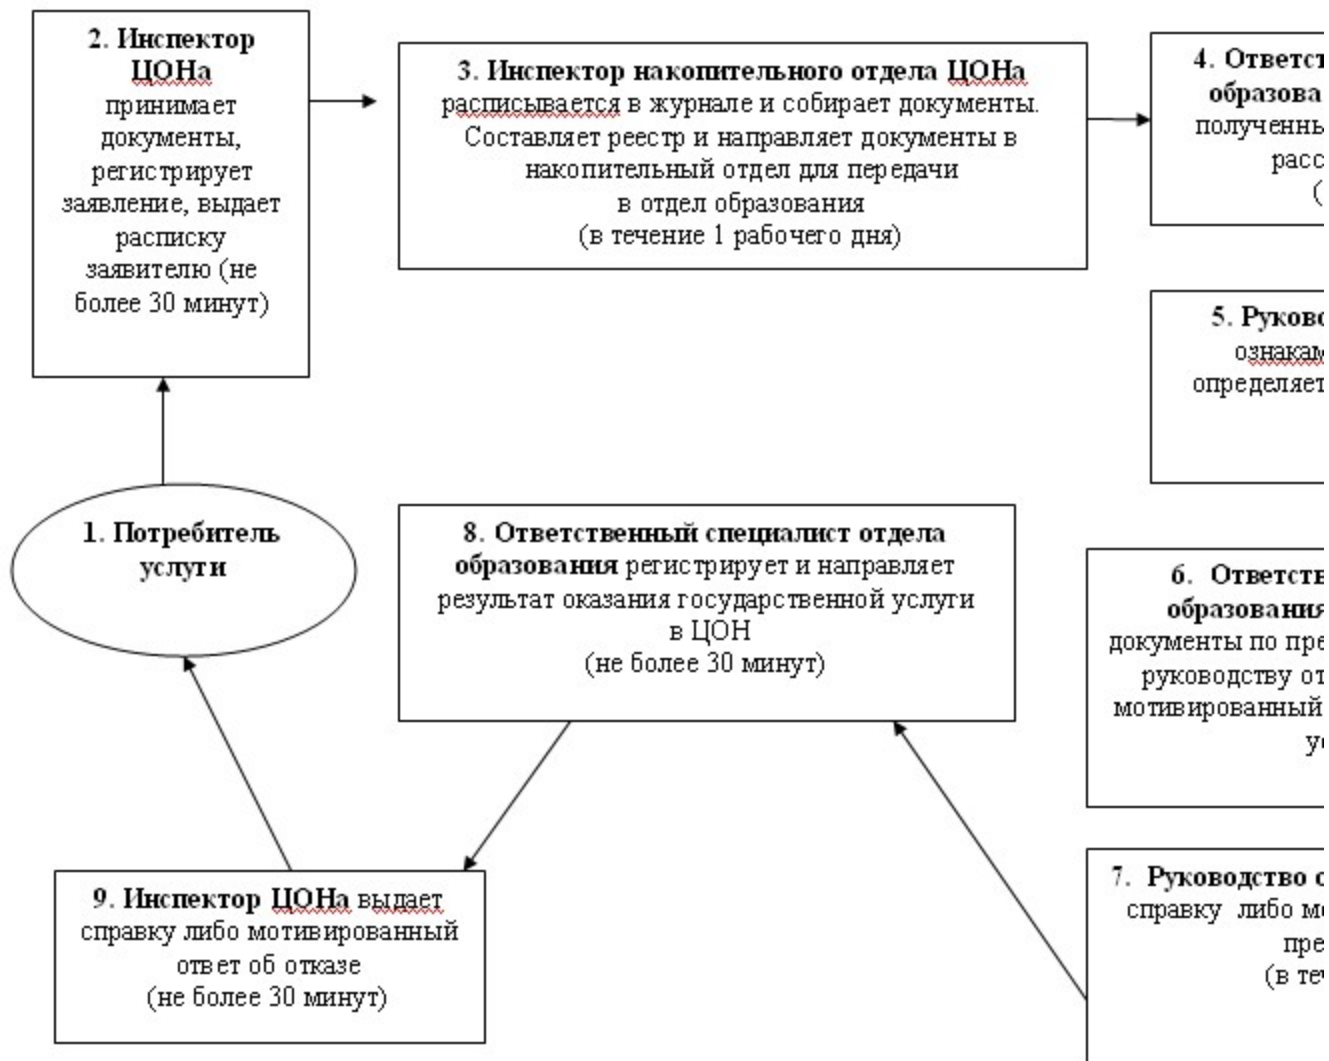 2. Инспектор
ЦОНа
принимает
документы,
регистрирует
заявление, выдает
расписку
заявителю (не
более 30 минут)
3. Инспектор накопительного отдела ЦОНа
расписывается в журнале и собирает документы.
Составляет реестр и направляет документы в
накопительный отдел для передачи
в отдел образования
(в течение 1 рабочего дня)
4. Ответст
образова
полученны
расс
(
5. Руково
ознакам
определяет
1. Потребитель
услуги
8. Ответственный специалист отдела
образования регистрирует и направляет
результат оказания государственной услуги
в ЦОН
(не более 30 минут)
6. Ответств
образования
документы по пре
руководству от
мотивированный
ус
9. Инспектор ЦОНа выдает
справку либо мотивированный
ответ об отказе
(не более 30 минут)
7. Руководство о
справку либо мо
пре
(в теч